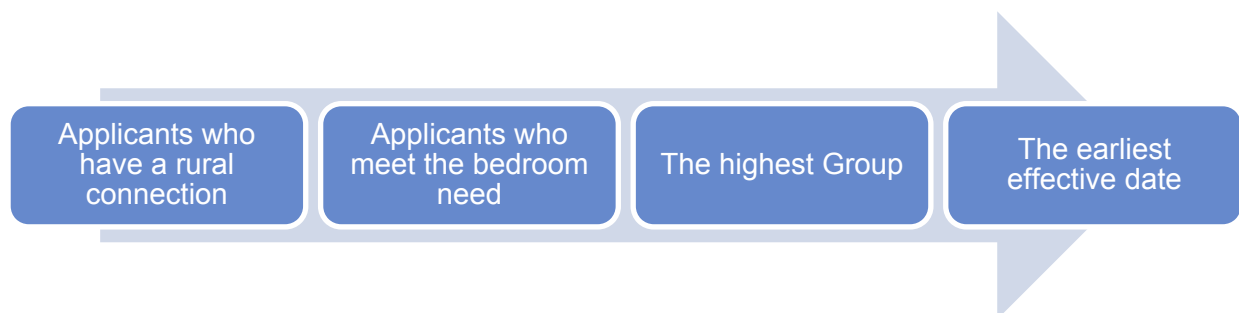 Applicants who
have a rural
connection
Applicants who
meet the bedroom
need
The highest Group
The earliest
effective date